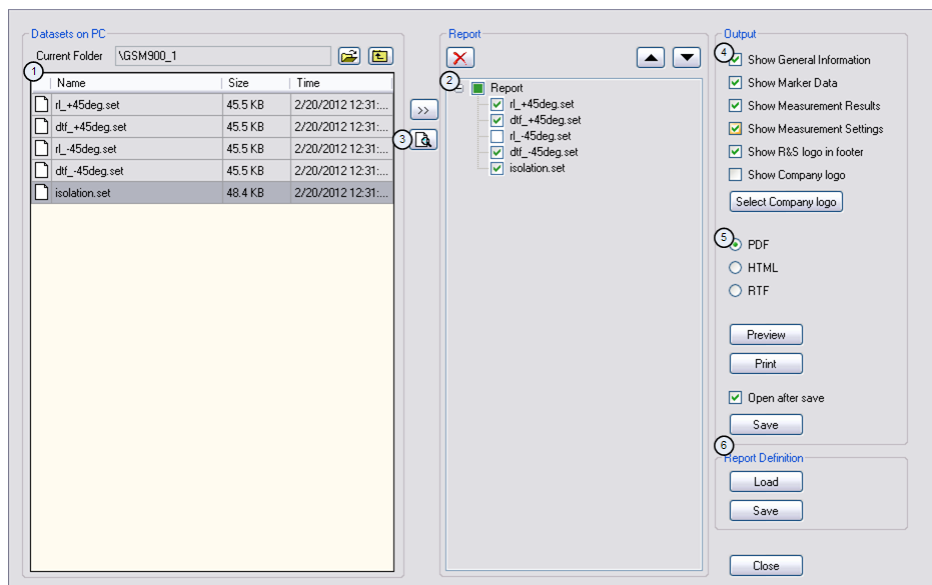 Datasets on PC
Current Folder \GSM900_1
1
Name Size Time
rl_+45deg.set 45.5 KB 2/20/2012 12:31:...
dtf_+45deg.set 45.5 KB 2/20/2012 12:31:...
rl_-45deg.set 45.5 KB 2/20/2012 12:31:...
dtf_-45deg.set 45.5 KB 2/20/2012 12:31:...
isolation.set 48.4 KB 2/20/2012 12:31:...
>>
3
Report
2
Report
rl_+45deg.set
dtf_+45deg.set
rl_-45deg.set
dtf_-45deg.set
isolation.set
Output
4
Show General Information
Show Marker Data
Show Measurement Results
Show Measurement Settings
Show R&S logo in footer
Show Company logo
Select Company logo
5
PDF
HTML
RTF
Preview
Print
Open after save
Save
6
Report Definition
Load
Save
Close